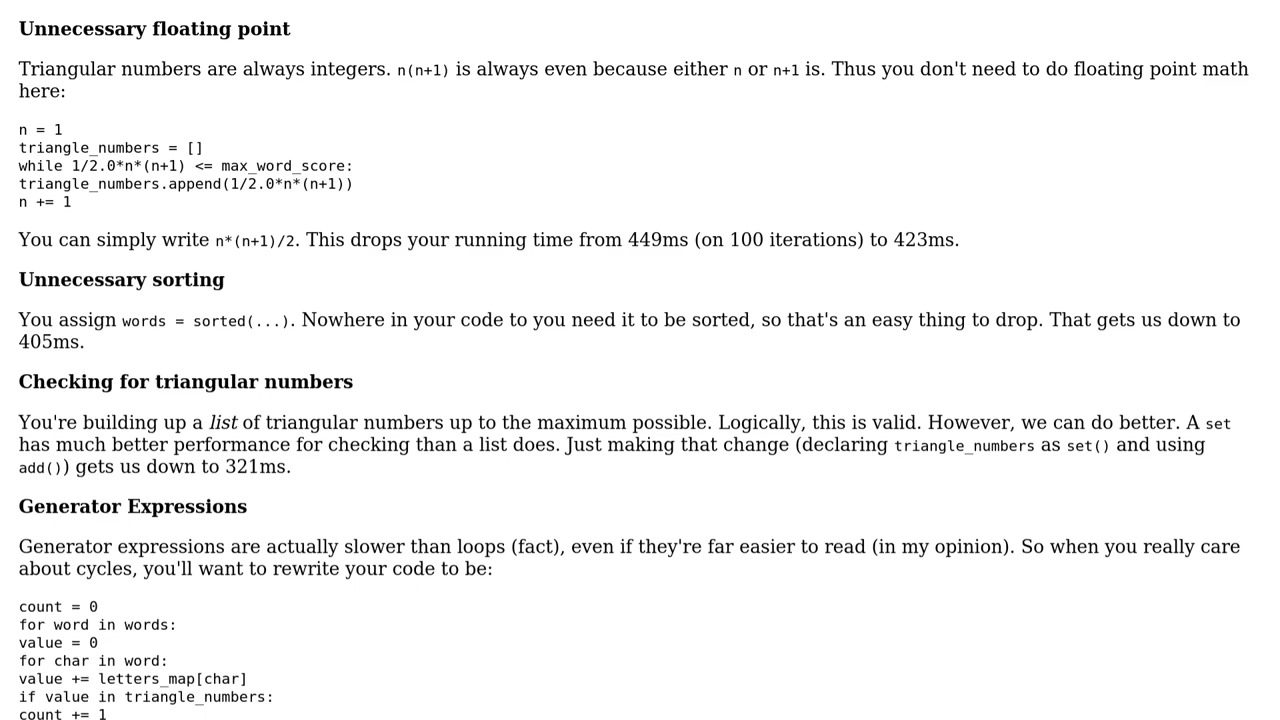 Unnecessary floating point
Triangular numbers are always integers. n(n+1) is always even because either n or n+1 is. Thus you don't need to do floating point math
here:
n = 1
triangle_numbers = []
while 1/2.0*n*(n+1) <= max_word_score:
triangle_numbers.append(1/2.0*n*(n+1))
n += 1
You can simply write n*(n+1)/2. This drops your running time from 449ms (on 100 iterations) to 423ms.
Unnecessary sorting
You assign words = sorted(...). Nowhere in your code to you need it to be sorted, so that's an easy thing to drop. That gets us down to
405ms.
Checking for triangular numbers
You're building up a list of triangular numbers up to the maximum possible. Logically, this is valid. However, we can do better. A set
has much better performance for checking than a list does. Just making that change (declaring triangle_numbers as set() and using
add()) gets us down to 321ms.
Generator Expressions
Generator expressions are actually slower than loops (fact), even if they're far easier to read (in my opinion). So when you really care
about cycles, you'll want to rewrite your code to be:
count = 0
for word in words:
value = 0
for char in word:
value += letters_map[char]
if value in triangle_numbers:
count += 1